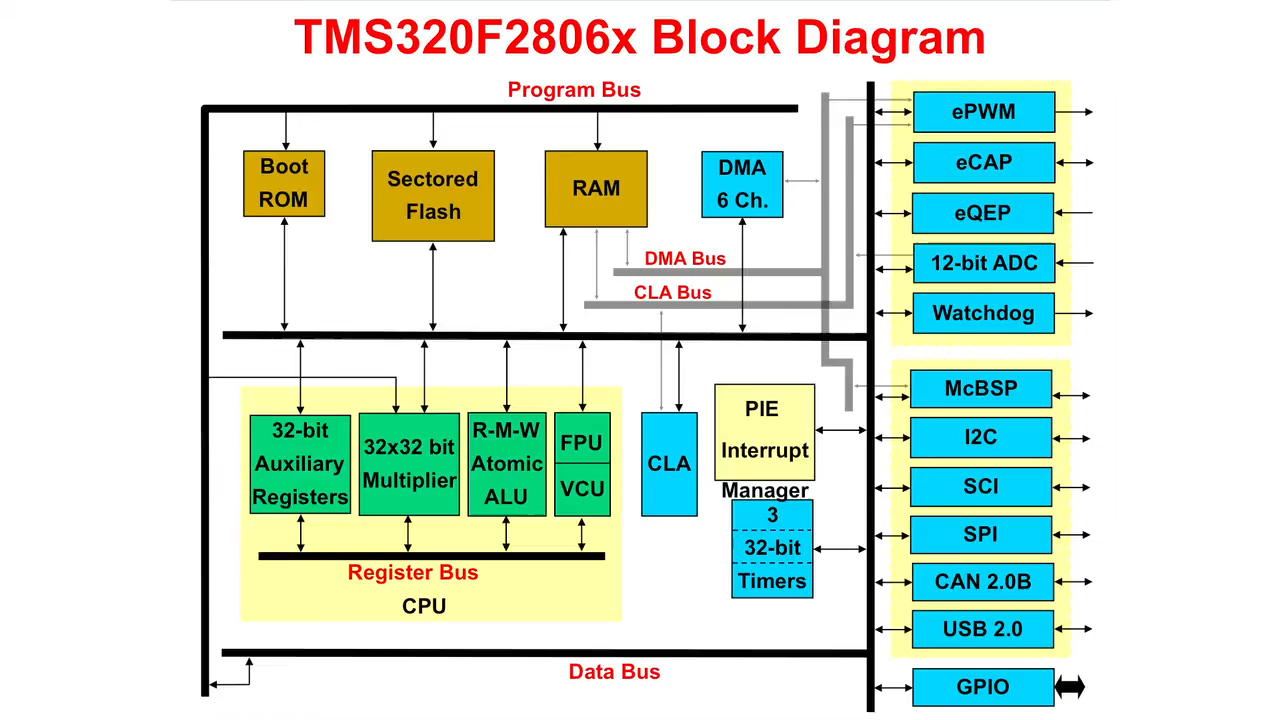 TMS320F2806x Block Diagram
Program Bus
Boot
ROM
Sectored
Flash
RAM
DMA
6 Ch.
DMA Bus
CLA Bus
ePWM
eCAP
eQEP
12-bit ADC
Watchdog
32-bit
Auxiliary
Registers
32x32 bit
Multiplier
R-M-W
Atomic
ALU
FPU
VCU
CLA
PIE
Interrupt
Manager
3
32-bit
Timers
Register Bus
CPU
McBSP
I2C
SCI
SPI
CAN 2.0B
USB 2.0
GPIO
Data Bus